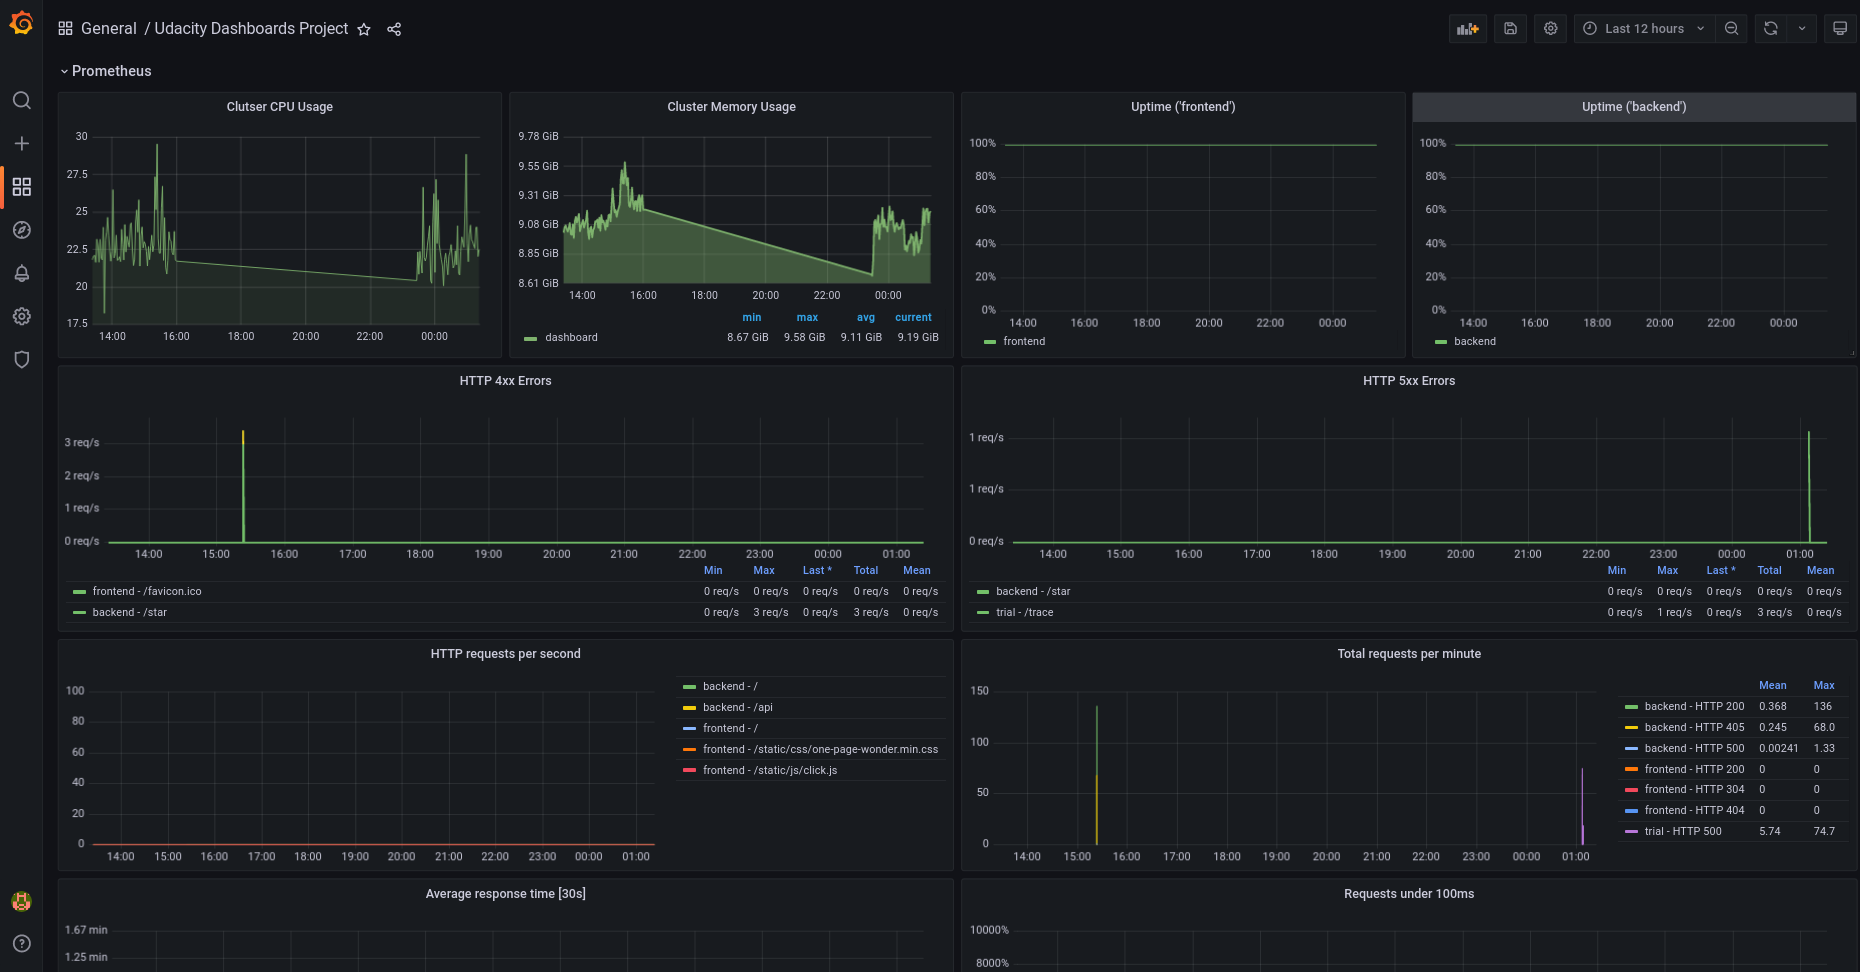 General / Udacity Dashboards Project
Last 12 hours
Prometheus
Clutser CPU Usage
30
27.5
25
22.5
20
17.5
14:00 16:00 18:00 20:00 22:00 00:00
Cluster Memory Usage
9.78 GiB
9.55 GiB
9.31 GiB
9.08 GiB
8.85 GiB
8.61 GiB
14:00 16:00 18:00 20:00 22:00 00:00
min max avg current
dashboard 8.67 GiB 9.58 GiB 9.11 GiB 9.19 GiB
Uptime ('frontend')
100%
80%
60%
40%
20%
0%
14:00 16:00 18:00 20:00 22:00 00:00
frontend
Uptime ('backend')
100%
80%
60%
40%
20%
0%
14:00 16:00 18:00 20:00 22:00 00:00
backend
HTTP 4xx Errors
3 req/s
2 req/s
1 req/s
0 req/s
14:00 15:00 16:00 17:00 18:00 19:00 20:00 21:00 22:00 23:00 00:00 01:00
Min Max Last * Total Mean
frontend - /favicon.ico 0 req/s 0 req/s 0 req/s 0 req/s 0 req/s
backend - /star 0 req/s 3 req/s 0 req/s 3 req/s 0 req/s
HTTP 5xx Errors
1 req/s
1 req/s
0 req/s
14:00 15:00 16:00 17:00 18:00 19:00 20:00 21:00 22:00 23:00 00:00 01:00
Min Max Last * Total Mean
backend - /star 0 req/s 0 req/s 0 req/s 0 req/s 0 req/s
trial - /trace 0 req/s 1 req/s 0 req/s 3 req/s 0 req/s
HTTP requests per second
100
80
60
40
20
0
14:00 15:00 16:00 17:00 18:00 19:00 20:00 21:00 22:00 23:00 00:00 01:00
backend - /
backend - /api
frontend - /
frontend - /static/css/one-page-wonder.min.css
frontend - /static/js/click.js
Total requests per minute
150
100
50
0
14:00 15:00 16:00 17:00 18:00 19:00 20:00 21:00 22:00 23:00 00:00 01:00
Mean Max
backend - HTTP 200 0.368 136
backend - HTTP 405 0.245 68.0
backend - HTTP 500 0.00241 1.33
frontend - HTTP 200 0 0
frontend - HTTP 304 0 0
frontend - HTTP 404 0 0
trial - HTTP 500 5.74 74.7
Average response time [30s]
1.67 min
1.25 min
Requests under 100ms
10000%
8000%